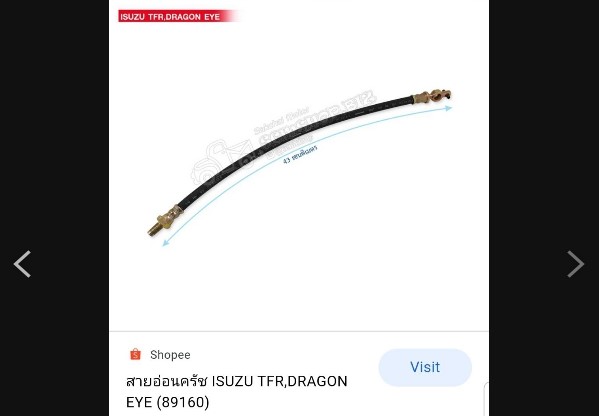 ISUZU TFR,DRAGON EYE
43 เซนติเมตร
Shopee
Visit
สายอ่อนครัช ISUZU TFR,DRAGON
EYE (89160)